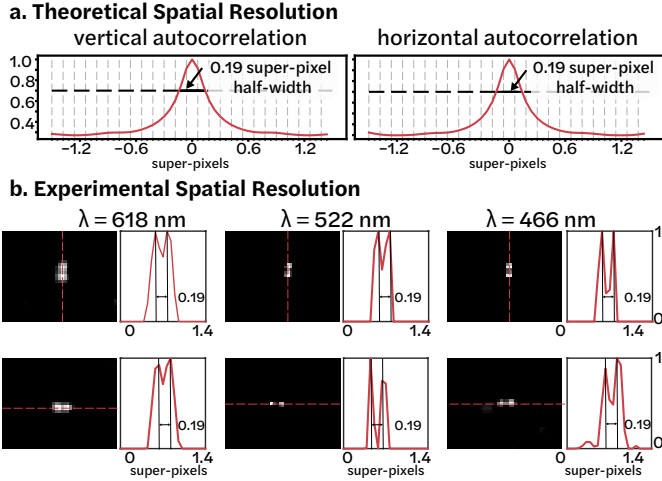 a. Theoretical Spatial Resolution
vertical autocorrelation
horizontal autocorrelation
1.0
0.8
0.6
0.4
0.19 super-pixel
half-width
0.19 super-pixel
half-width
−1.2 −0.6 0 0.6 1.2
−1.2 −0.6 0 0.6 1.2
super-pixels
super-pixels
b. Experimental Spatial Resolution
λ = 618 nm
λ = 522 nm
λ = 466 nm
1
0.19
0.19
0.19
0
0 1.4
0 1.4
0 1.4
1
0.19
0.19
0.19
0
0 1.4
0 1.4
0 1.4
super-pixels
super-pixels
super-pixels